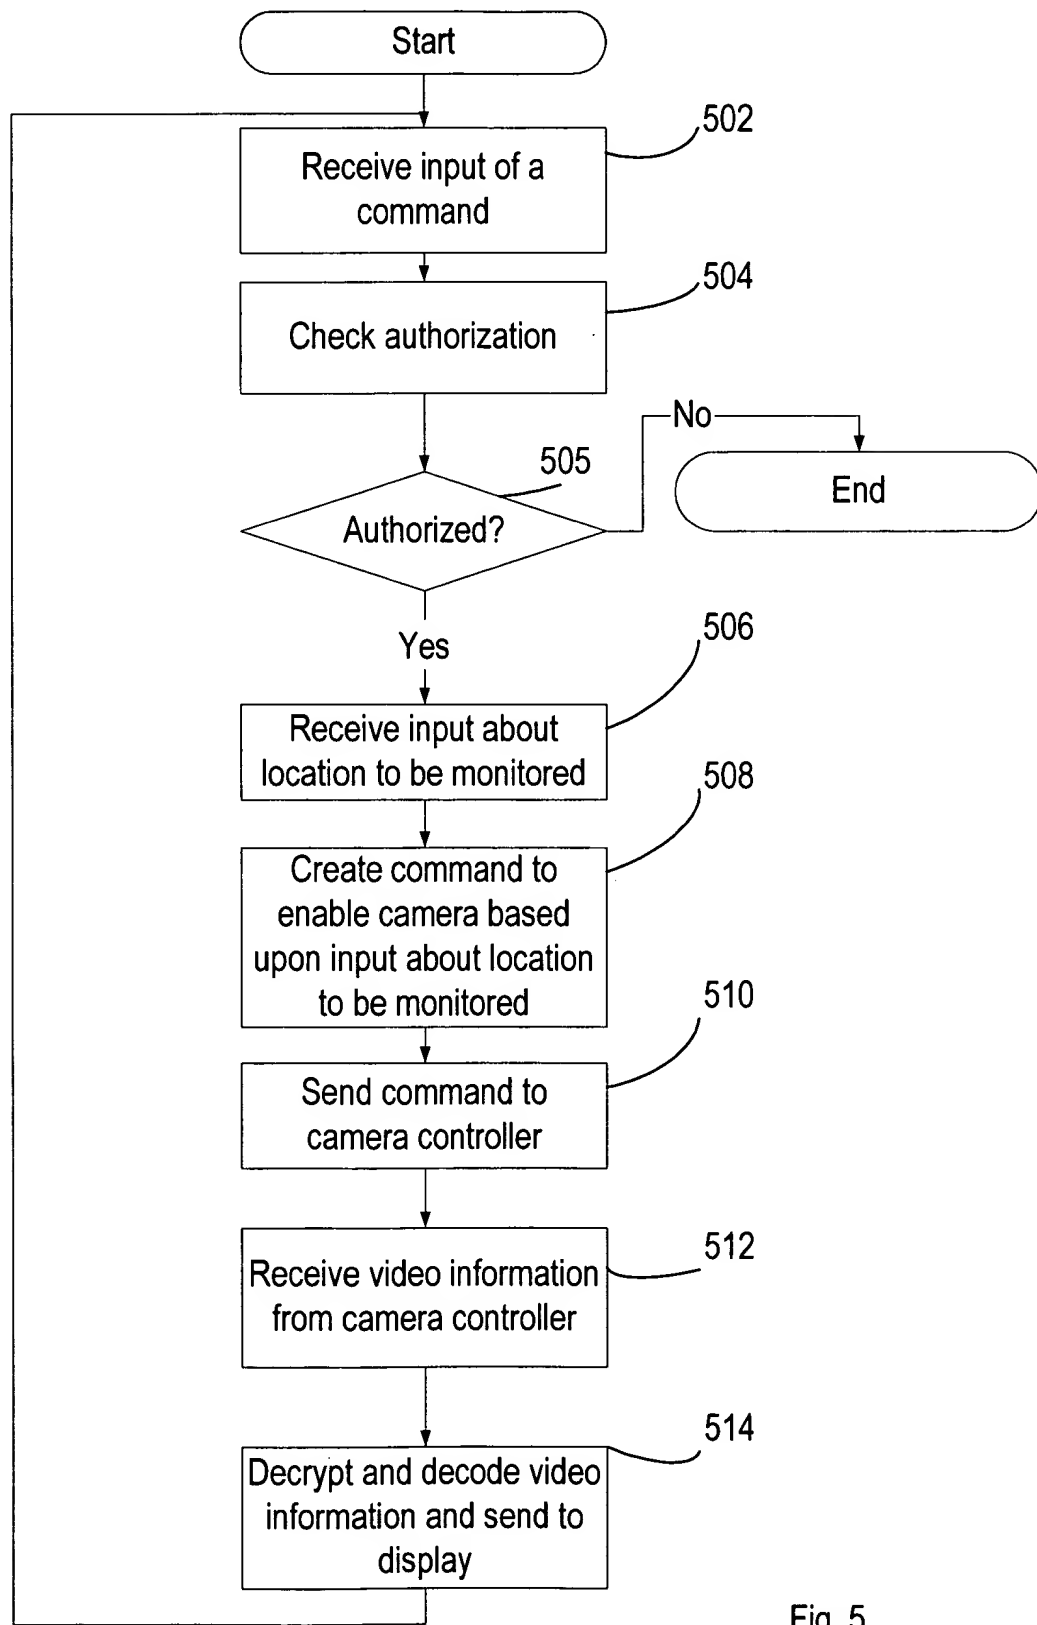 Start
502
Receive input of a
command
504
Check authorization
No
505
End
Authorized?
Yes
506
Receive input about
location to be monitored
508
Create command to
enable camera based
upon input about location
to be monitored
510
Send command to
camera controller
512
Receive video information
from camera controller
514
Decrypt and decode video
information and send to
display
Fig. 5